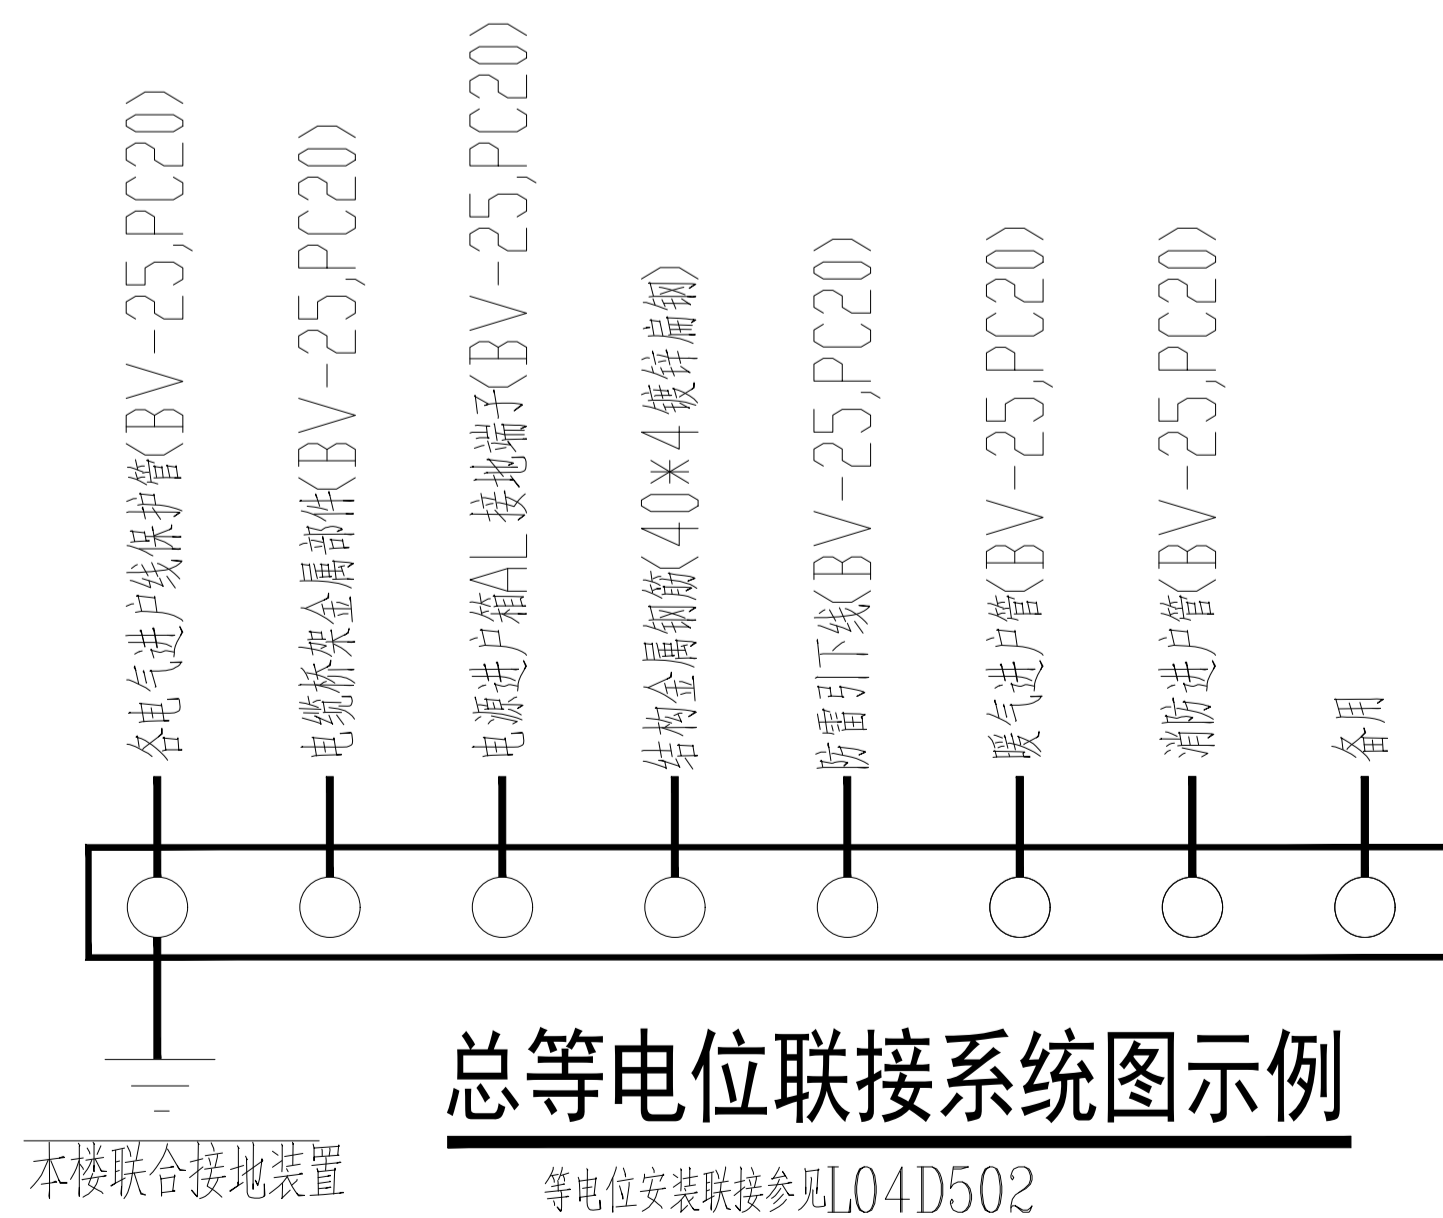 各电气进户线保护管(BV-25,PC20)
电缆桥架金属部件(BV-25,PC20)
电源进户箱AL接地端子(BV-25,PC20)
结构金属钢筋(40*4镀锌扁钢)
防雷引下线(BV-25,PC20)
暖气进户管(BV-25,PC20)
消防进户管(BV-25,PC20)
备用
总等电位联接系统图示例
本楼联合接地装置
等电位安装联接参见L04D502